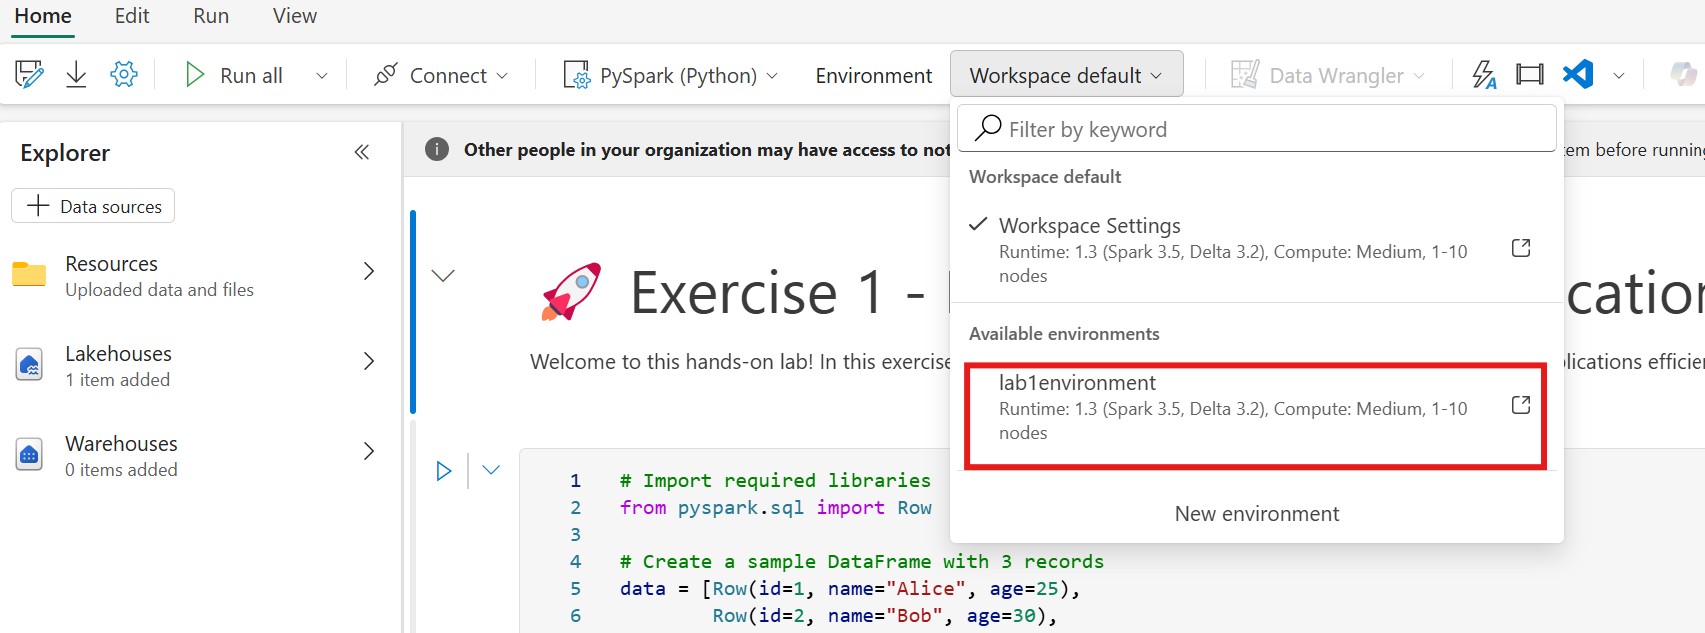 Home Edit Run View
Run all Connect PySpark (Python) Environment Workspace default Data Wrangler
Explorer
Data sources
Resources
Uploaded data and files
Lakehouses
1 item added
Warehouses
0 items added
Other people in your organization may have access to
before running
Filter by keyword
Workspace default
Workspace Settings
Runtime: 1.3 (Spark 3.5, Delta 3.2), Compute: Medium, 1-10
nodes
Available environments
lab1environment
Runtime: 1.3 (Spark 3.5, Delta 3.2), Compute: Medium, 1-10
nodes
New environment
Exercise 1 -
Welcome to this hands-on lab! In this exercise
1 # Import required libraries
2 from pyspark.sql import Row
3
4 # Create a sample DataFrame with 3 records
5 data = [Row(id=1, name="Alice", age=25),
6 Row(id=2, name="Bob", age=30),